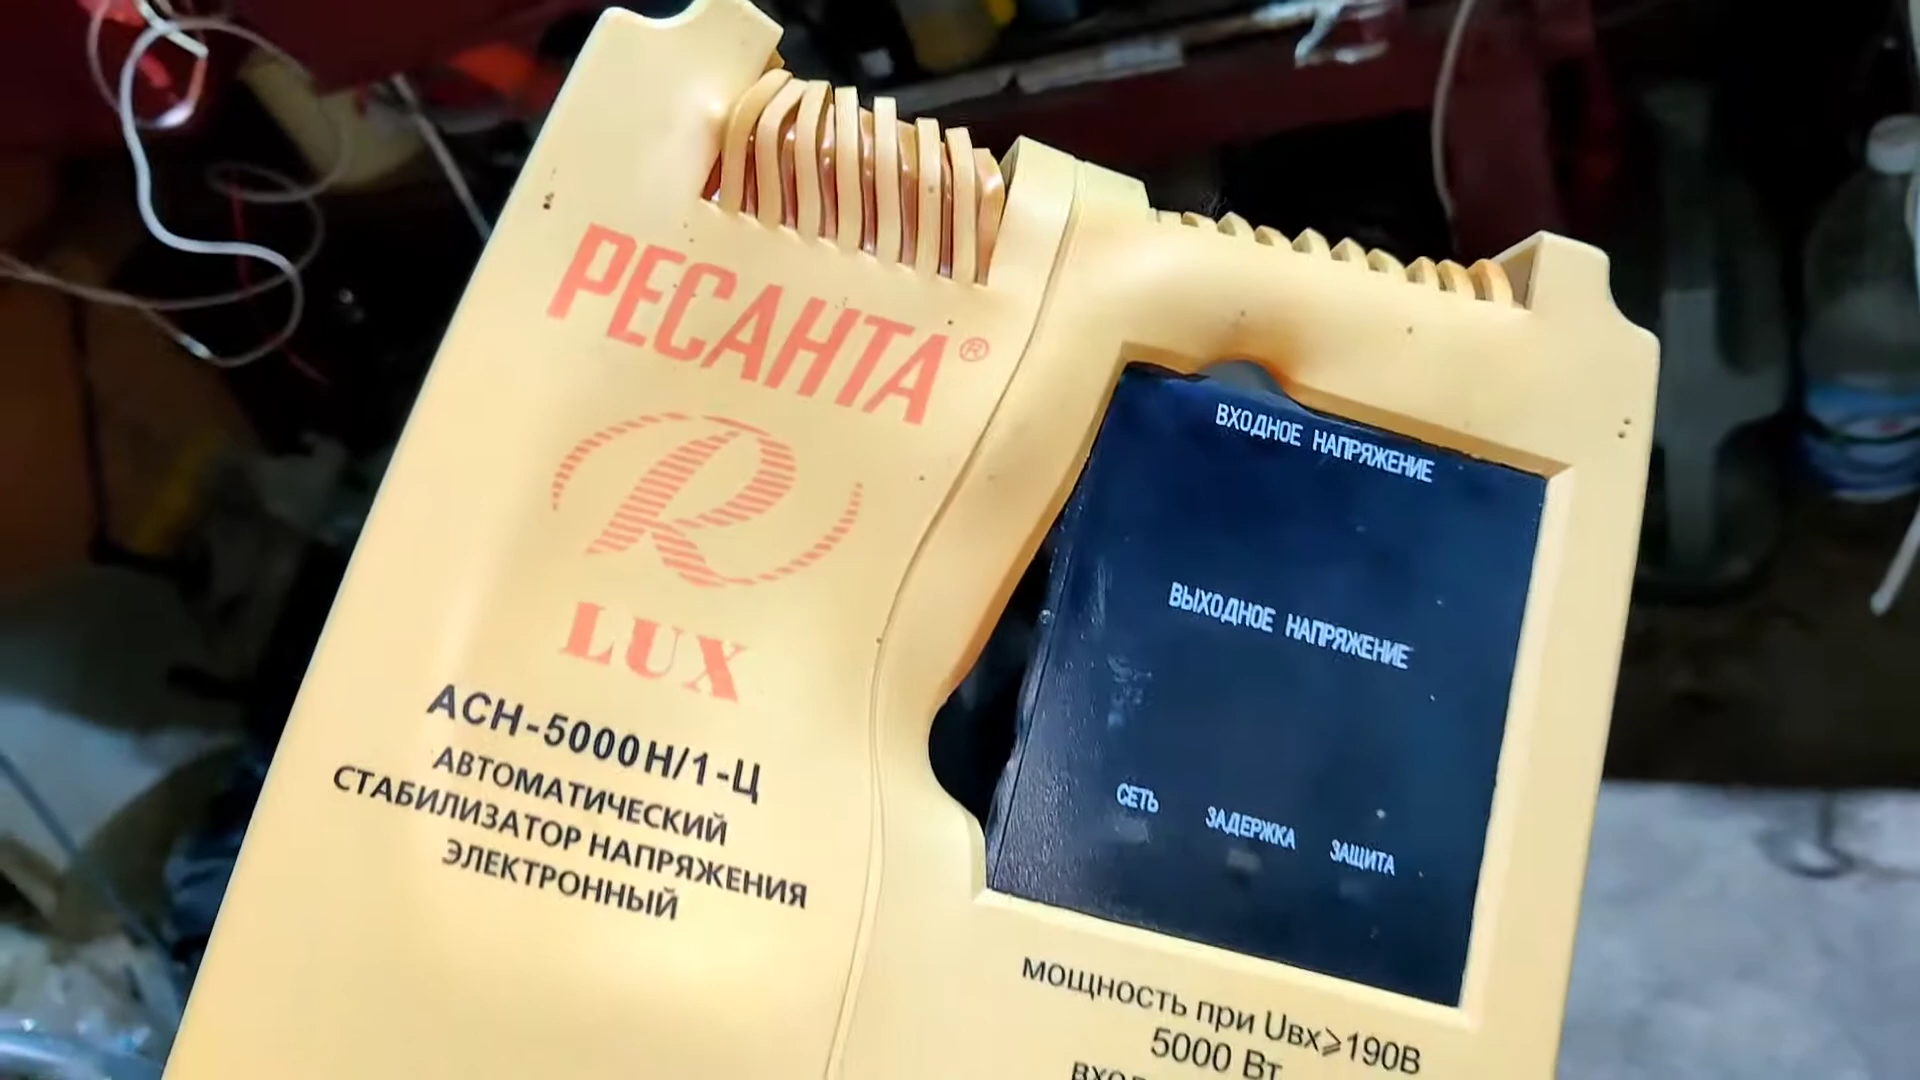 РЕСАНТА®
R
LUX
АСН-5000Н/1-Ц
АВТОМАТИЧЕСКИЙ
СТАБИЛИЗАТОР НАПРЯЖЕНИЯ
ЭЛЕКТРОННЫЙ
ВХОДНОЕ НАПРЯЖЕНИЕ
ВЫХОДНОЕ НАПРЯЖЕНИЕ
СЕТЬ ЗАДЕРЖКА ЗАЩИТА
МОЩНОСТЬ при Uвх⩾190В
5000 Вт